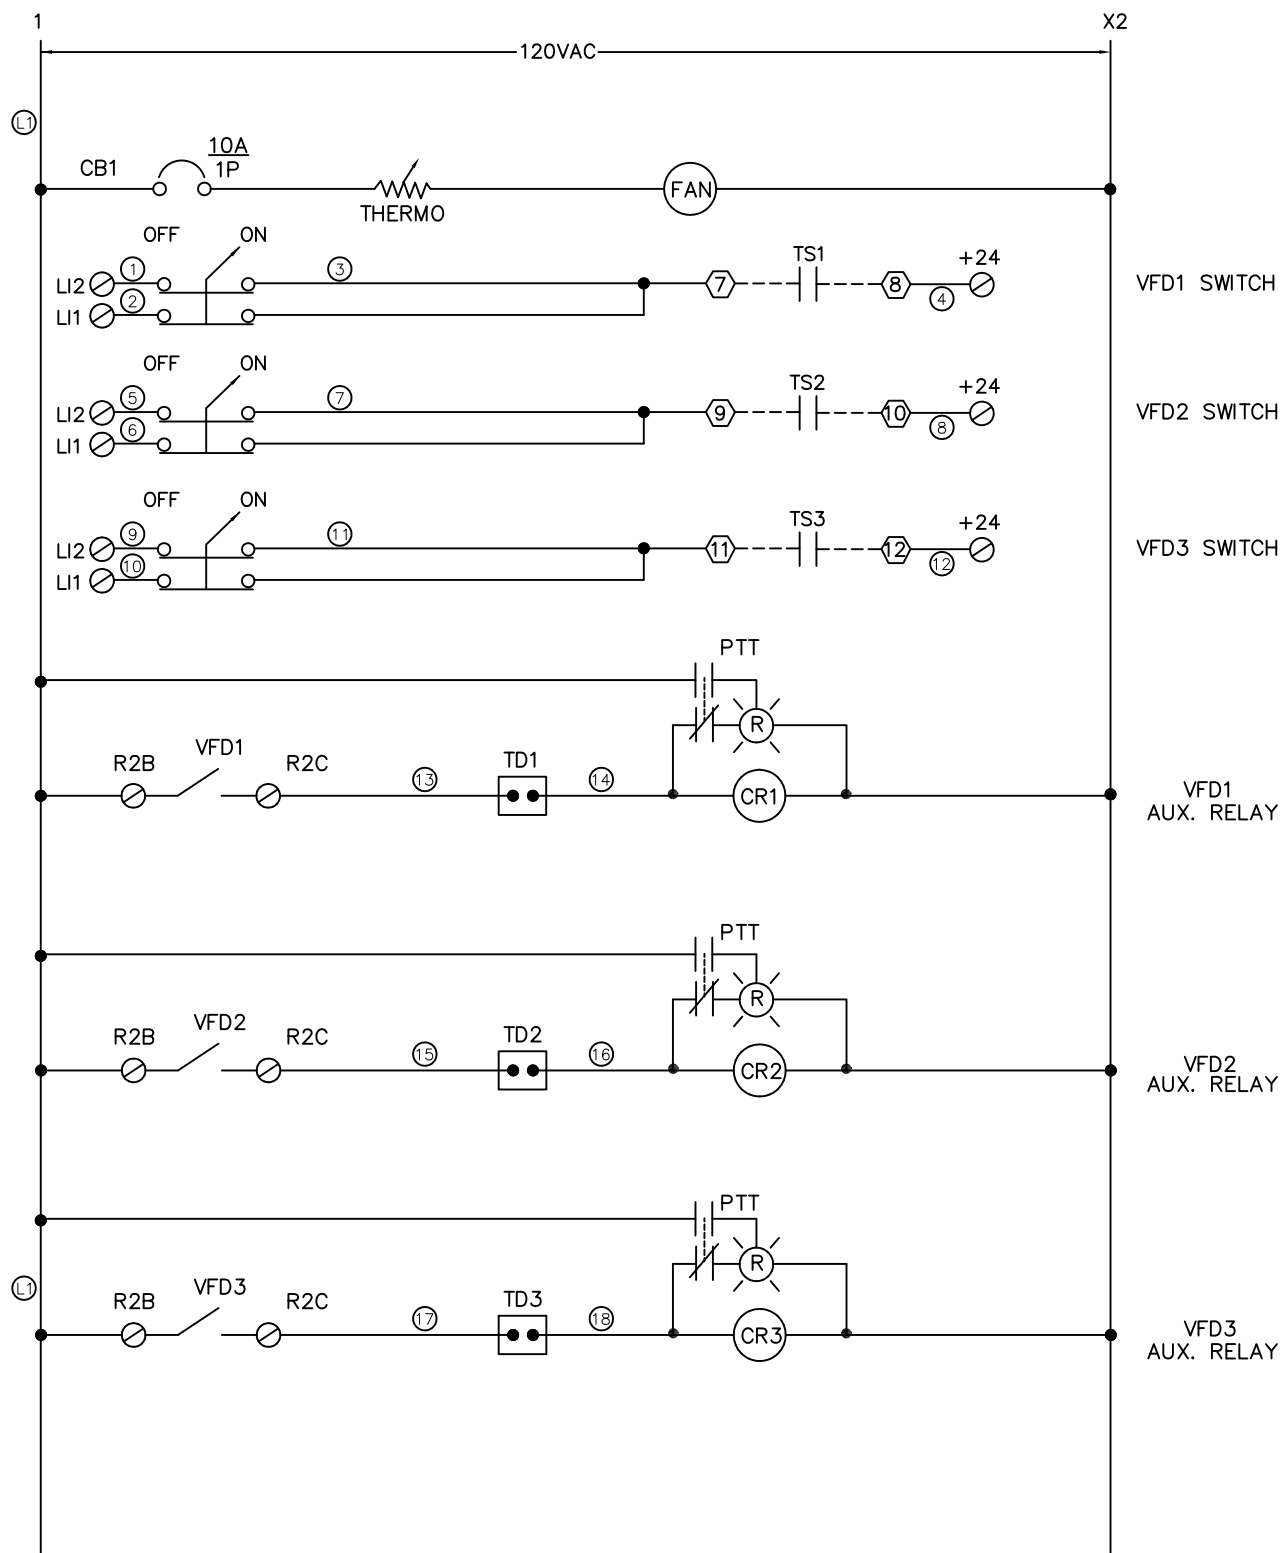 1 X2
120VAC
L1
CB1 10A
1P
THERMO
FAN
OFF ON
LI2 1 3 7 TS1 8 4 +24 VFD1 SWITCH
LI1 2
OFF ON
LI2 5 7 9 TS2 10 8 +24 VFD2 SWITCH
LI1 6
OFF ON
LI2 9 11 11 TS3 12 12 +24 VFD3 SWITCH
LI1 10
PTT
R
R2B VFD1 R2C 13 TD1 14 CR1 VFD1
AUX. RELAY
PTT
R
R2B VFD2 R2C 15 TD2 16 CR2 VFD2
AUX. RELAY
PTT
R
L1
R2B VFD3 R2C 17 TD3 18 CR3 VFD3
AUX. RELAY